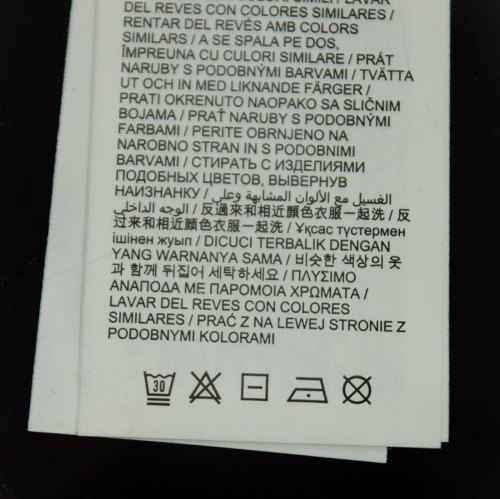 DEL REVES CON COLORES SIMILARES /
RENTAR DEL REVÉS AMB COLORS
SIMILARS / A SE SPALA PE DOS,
ÎMPREUNA CU CULORI SIMILARE / PRÁT
NARUBY S PODOBNÝMI BARVAMI / TVÄTTA
UT OCH IN MED LIKNANDE FÄRGER /
PRATI OKRENUTO NAOPAKO SA SLIČNIM
BOJAMA / PRAŤ NARUBY S PODOBNÝMI
FARBAMI / PERITE OBRNJENO NA
NAROBNO STRAN IN S PODOBNIMI
BARVAMI / СТИРАТЬ С ИЗДЕЛИЯМИ
ПОДОБНЫХ ЦВЕТОВ, ВЫВЕРНУВ
НАИЗНАНКУ / الغسيل مع الألوان المشابهة وعلى
الوجه الداخلي / 反過來和相近顏色衣服一起洗 / 反
过来和相近颜色衣服一起洗 / Ұқсас түстермен
ішінен жуып / DICUCI TERBALIK DENGAN
YANG WARNANYA SAMA / 비슷한 색상의 옷
과 함께 뒤집어 세탁하세요 / ΠΛΥΣΙΜΟ
ΑΝΑΠΟΔΑ ΜΕ ΠΑΡΟΜΟΙΑ ΧΡΩΜΑΤΑ /
LAVAR DEL REVES CON COLORES
SIMILARES / PRAĆ Z NA LEWEJ STRONIE Z
PODOBNYMI KOLORAMI
30